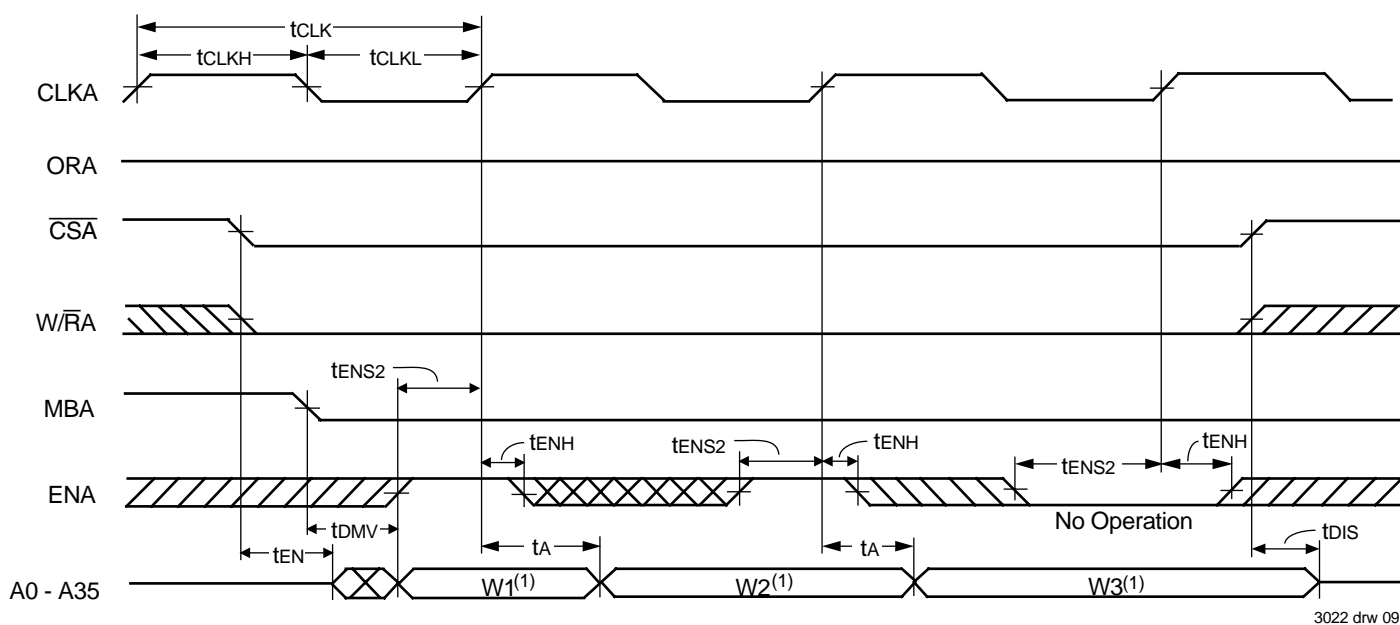 tCLK
tCLKH tCLKL
CLKA
ORA
CSA
W/RA
tENS2
MBA
tENH tENS2 tENH tENS2 tENH
ENA
No Operation
tDMV
tEN tA tA tDIS
A0 - A35 W1(1) W2(1) W3(1)
3022 drw 09